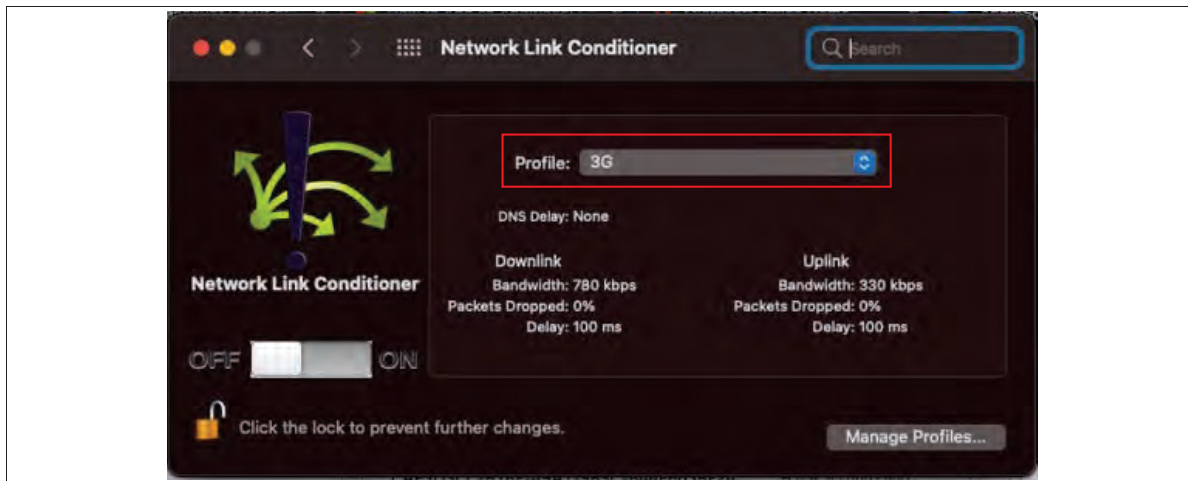 Network Link Conditioner
Search
Profile: 3G
DNS Delay: None
Downlink
Bandwidth: 780 kbps
Packets Dropped: 0%
Delay: 100 ms
Uplink
Bandwidth: 330 kbps
Packets Dropped: 0%
Delay: 100 ms
Network Link Conditioner
OFF ON
Click the lock to prevent further changes.
Manage Profiles...